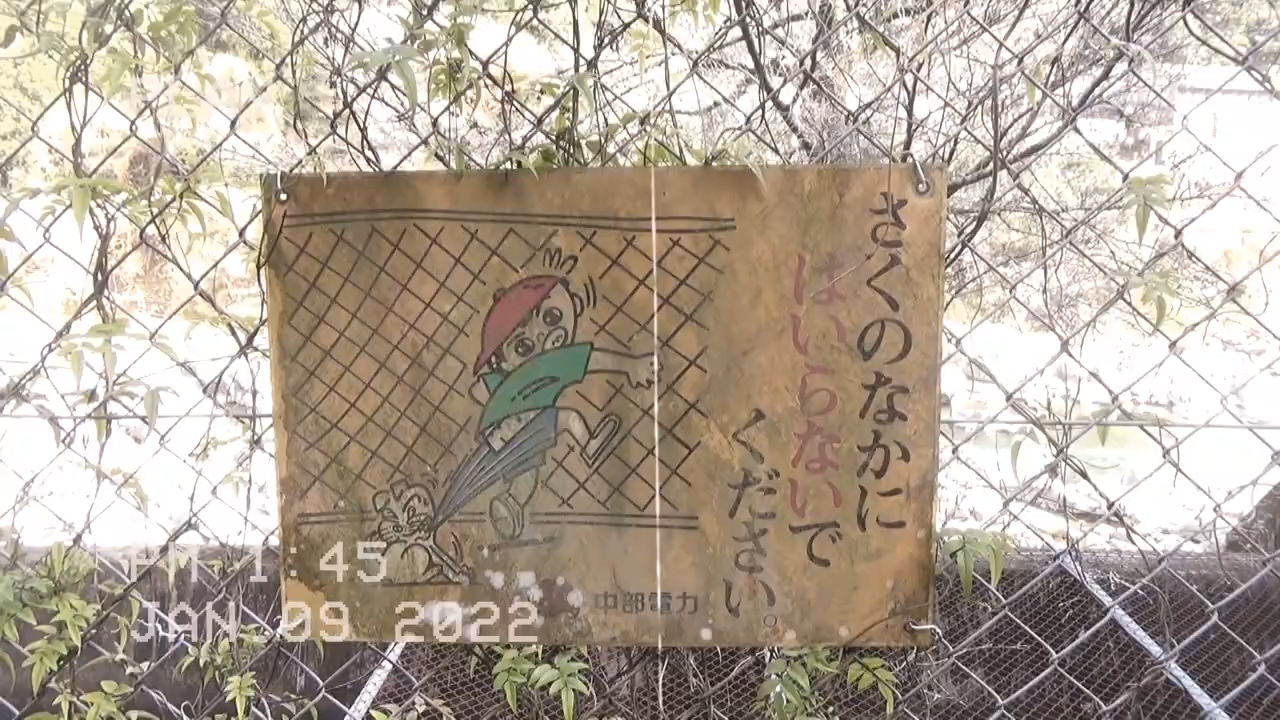 さくのなかに
はいらないで
ください。
中部電力
PM 1:45
JAN 09 2022